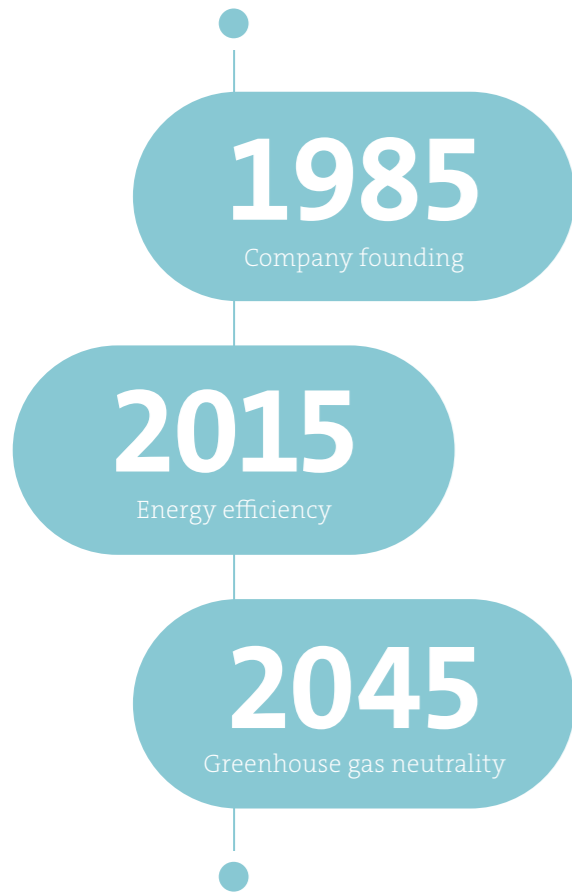 1985
Company founding
2015
Energy efficiency
2045
Greenhouse gas neutrality